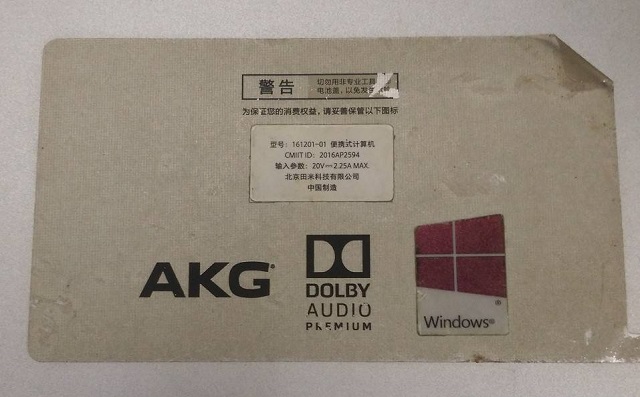 警告
切勿用非专业工具
电池盖，以免发生
为保证您的消费权益，请妥善保管以下图标
型号：161201-01 便携式计算机
CMIIT ID：2016AP2594
输入参数：20V⎓2.25A MAX.
北京田米科技有限公司
中国制造
AKG®
DOLBY
AUDIO
PREMIUM
Windows®